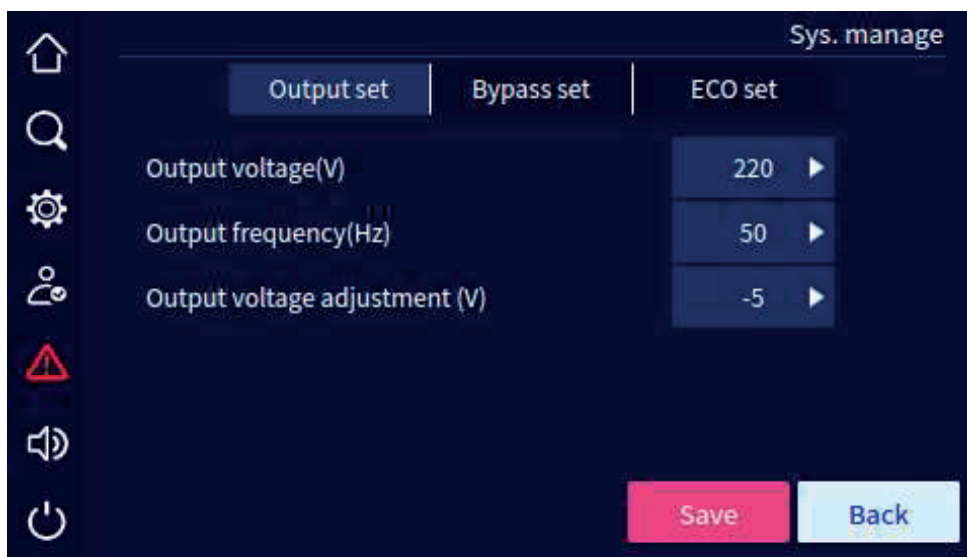 Sys. manage
Output set Bypass set ECO set
Output voltage(V) 220
Output frequency(Hz) 50
Output voltage adjustment (V) -5
Save Back